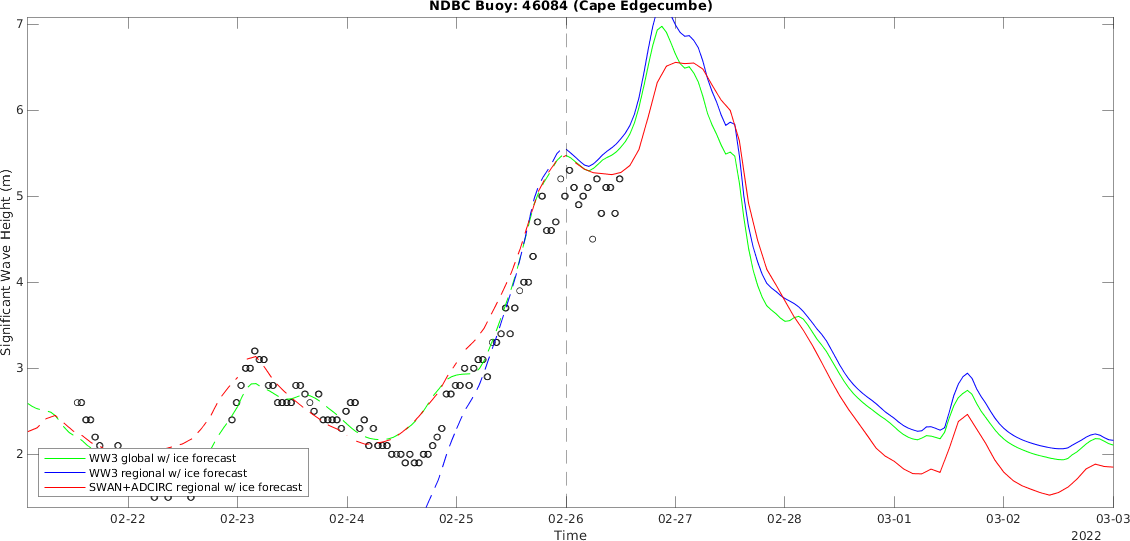 NDBC Buoy: 46084 (Cape Edgecumbe)
7
6
5
4
3
2
Significant Wave Height (m)
WW3 global w/ ice forecast
WW3 regional w/ ice forecast
SWAN+ADCIRC regional w/ ice forecast
02-22 02-23 02-24 02-25 02-26 02-27 02-28 03-01 03-02 03-03
Time
2022